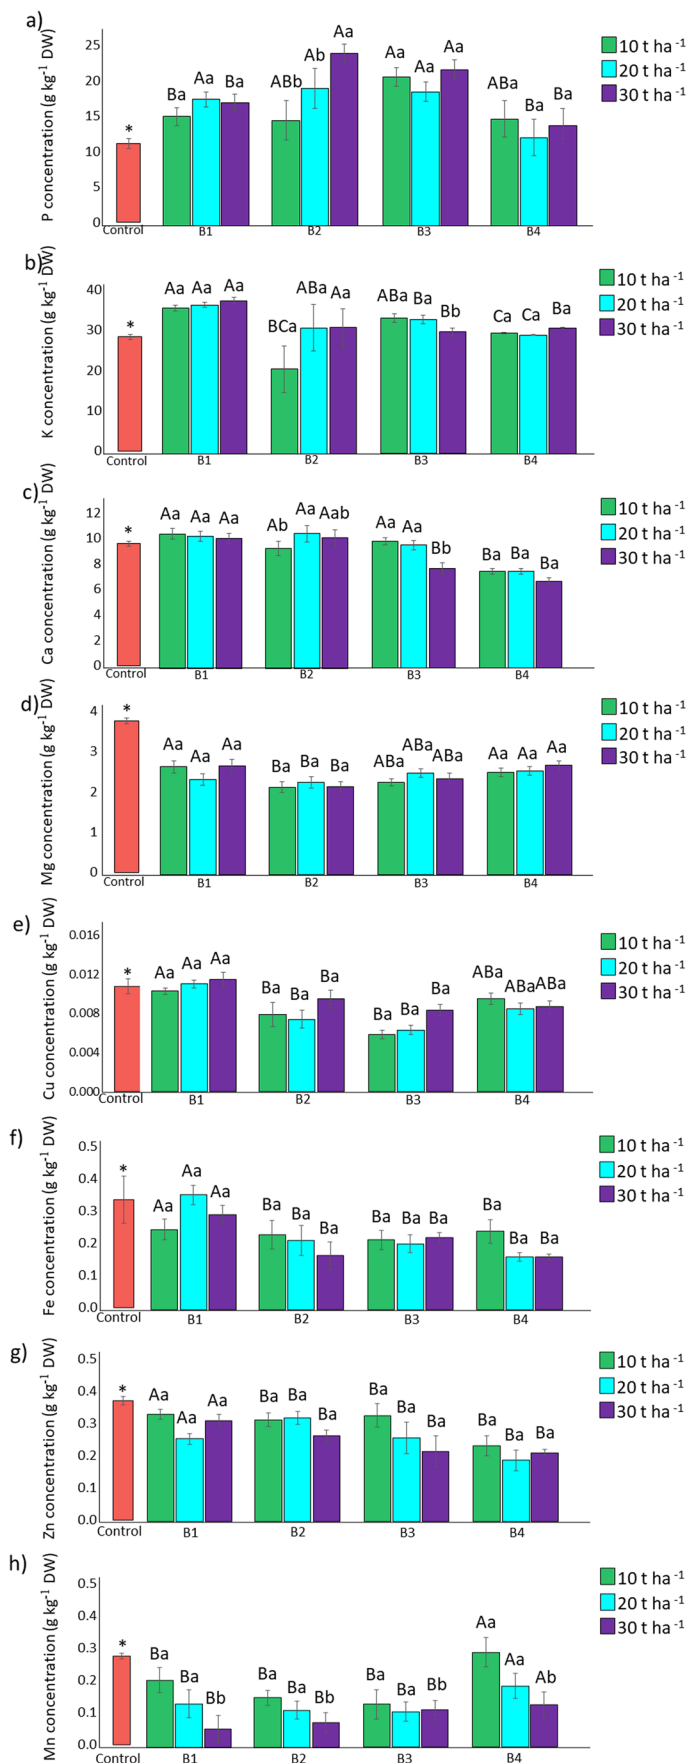 a)
P concentration (g kg-1 DW)
25
20
15
10
5
0
*
Ba Aa Ba
ABb Ab Aa
Aa Aa Aa
ABa Ba Ba
Control B1 B2 B3 B4
10 t ha -1
20 t ha -1
30 t ha -1
b)
K concentration (g kg-1 DW)
40
30
20
10
0
*
Aa Aa Aa
BCa ABa Aa
ABa Ba Bb
Ca Ca Ba
Control B1 B2 B3 B4
10 t ha -1
20 t ha -1
30 t ha -1
c)
Ca concentration (g kg-1 DW)
12
10
8
6
4
2
0
*
Aa Aa Aa
Ab Aa Aab
Aa Aa Bb
Ba Ba Ba
Control B1 B2 B3 B4
10 t ha -1
20 t ha -1
30 t ha -1
d)
Mg concentration (g kg-1 DW)
4
3
2
1
0
*
Aa Aa Aa
Ba Ba Ba
ABa ABa ABa
Aa Aa Aa
Control B1 B2 B3 B4
10 t ha -1
20 t ha -1
30 t ha -1
e)
Cu concentration (g kg-1 DW)
0.016
0.012
0.008
0.004
0.000
*
Aa Aa Aa
Ba Ba Ba
Ba Ba Ba
ABa ABa ABa
Control B1 B2 B3 B4
10 t ha -1
20 t ha -1
30 t ha -1
f)
Fe concentration (g kg-1 DW)
0.5
0.4
0.3
0.2
0.1
0.0
*
Aa Aa Aa
Ba Ba Ba
Ba Ba Ba
Ba Ba Ba
Control B1 B2 B3 B4
10 t ha -1
20 t ha -1
30 t ha -1
g)
Zn concentration (g kg-1 DW)
0.5
0.4
0.3
0.2
0.1
0.0
*
Aa Aa Aa
Ba Ba Ba
Ba Ba Ba
Ba Ba Ba
Control B1 B2 B3 B4
10 t ha -1
20 t ha -1
30 t ha -1
h)
Mn concentration (g kg-1 DW)
0.5
0.4
0.3
0.2
0.1
0.0
*
Ba Ba Bb
Ba Ba Bb
Ba Ba Bb
Aa Aa Ab
Control B1 B2 B3 B4
10 t ha -1
20 t ha -1
30 t ha -1